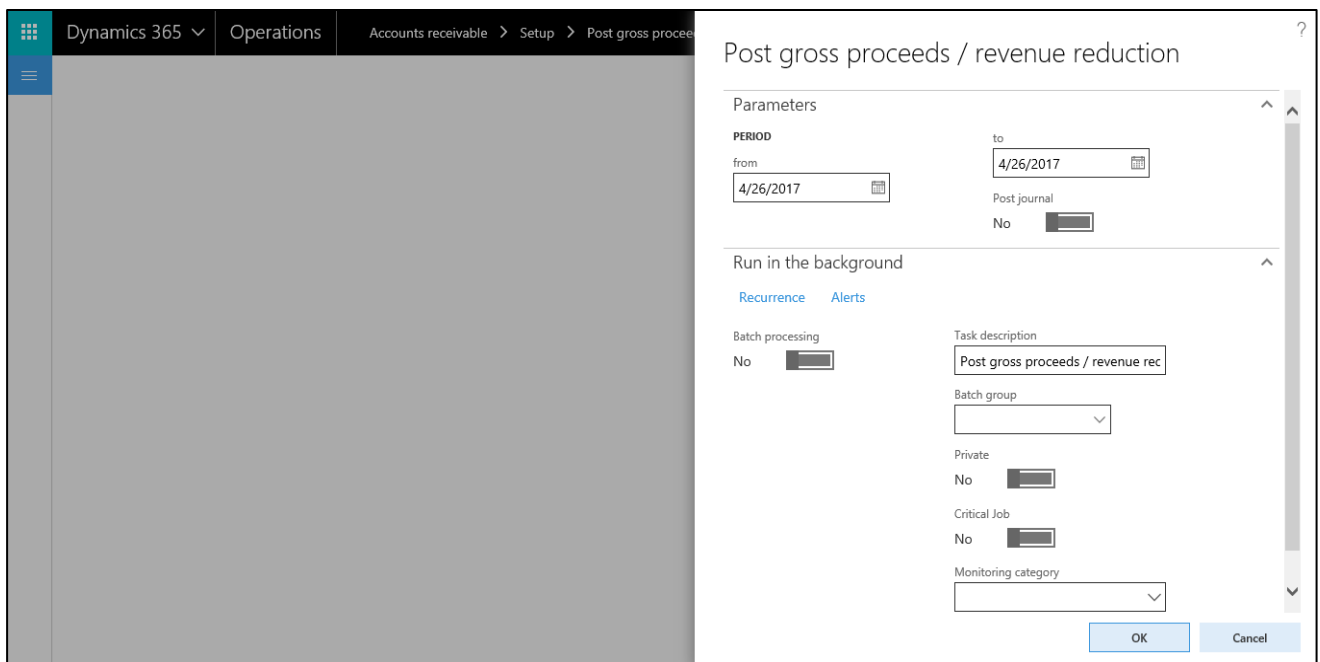 Dynamics 365
Operations
Accounts receivable > Setup > Post gross procee
?
Post gross proceeds / revenue reduction
Parameters
PERIOD
from
4/26/2017
to
4/26/2017
Post journal
No
Run in the background
Recurrence
Alerts
Batch processing
No
Task description
Post gross proceeds / revenue rec
Batch group
Private
No
Critical Job
No
Monitoring category
OK
Cancel